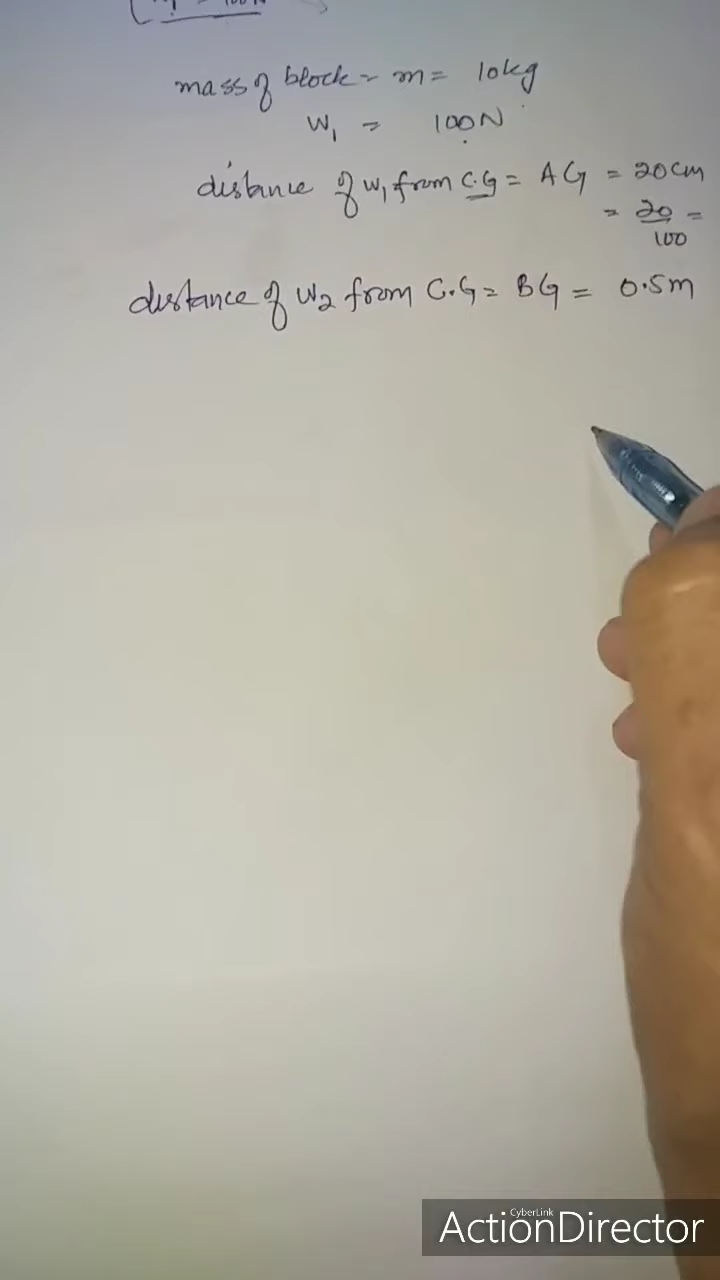 mass of block = m = 10kg
W1 = 100N
distance of W1 from C.G = AG = 20cm
= 20/100 =
distance of W2 from C.G = BG = 0.5m
CyberLink
ActionDirector